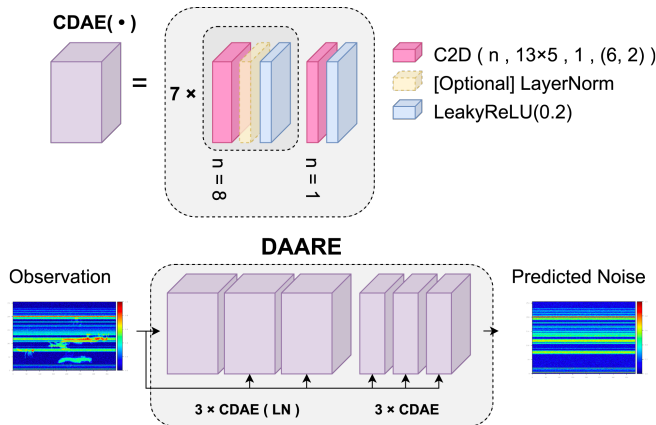 CDAE( • )
=
7 ×
n = 8
n = 1
C2D ( n , 13×5 , 1 , (6, 2) )
[Optional] LayerNorm
LeakyReLU(0.2)
DAARE
Observation
Predicted Noise
3 × CDAE ( LN )
3 × CDAE